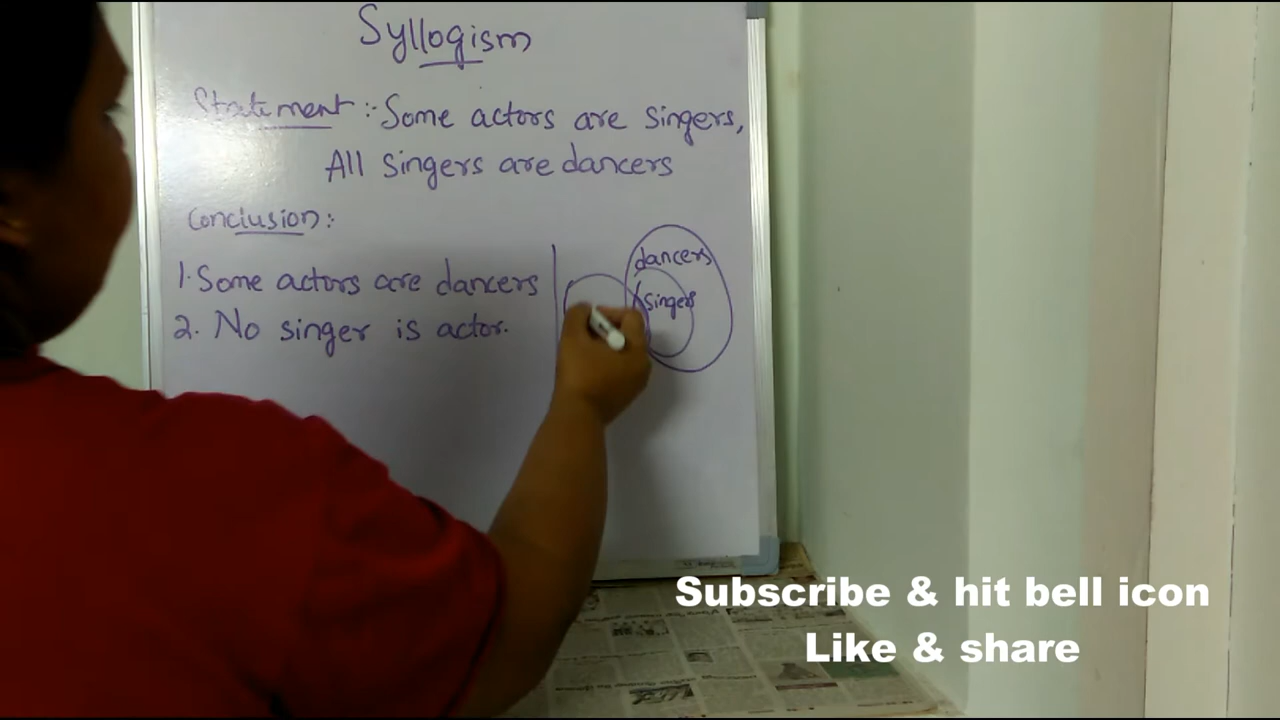 Syllogism
Statement :- Some actors are singers,
All singers are dancers
Conclusion :-
1. Some actors are dancers
2. No singer is actor.
dancers
singers
Subscribe & hit bell icon
Like & share